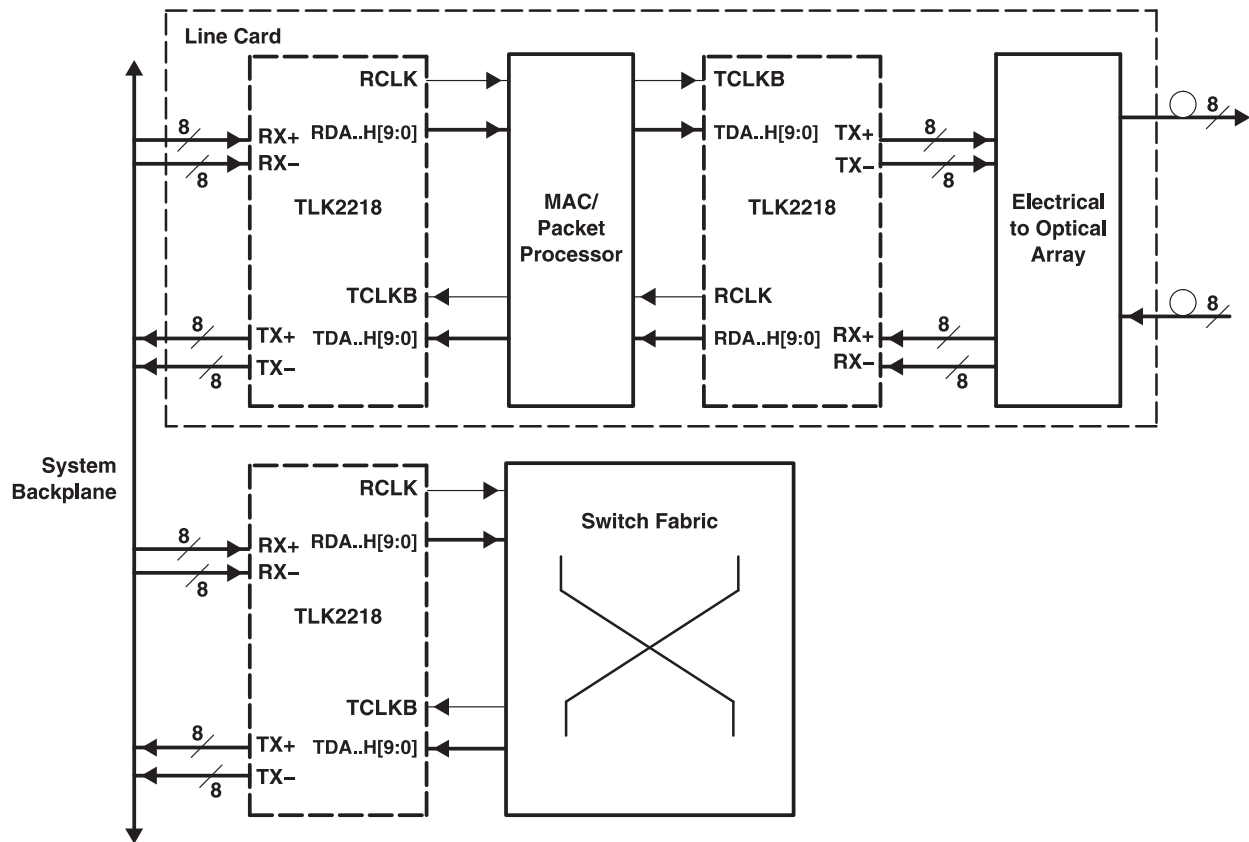 Line Card
RCLK
TCLKB
8
RX+
RDA..H[9:0]
TDA..H[9:0]
TX+
8
8
RX–
8
TX–
8
TLK2218
MAC/
Packet
Processor
TLK2218
Electrical
to Optical
Array
TCLKB
RCLK
8
8
TX+
TDA..H[9:0]
RDA..H[9:0]
RX+
8
TX–
8
RX–
8
System
Backplane
RCLK
Switch Fabric
8
RX+
RDA..H[9:0]
RX–
8
TLK2218
TCLKB
8
TX+
TDA..H[9:0]
TX–
8